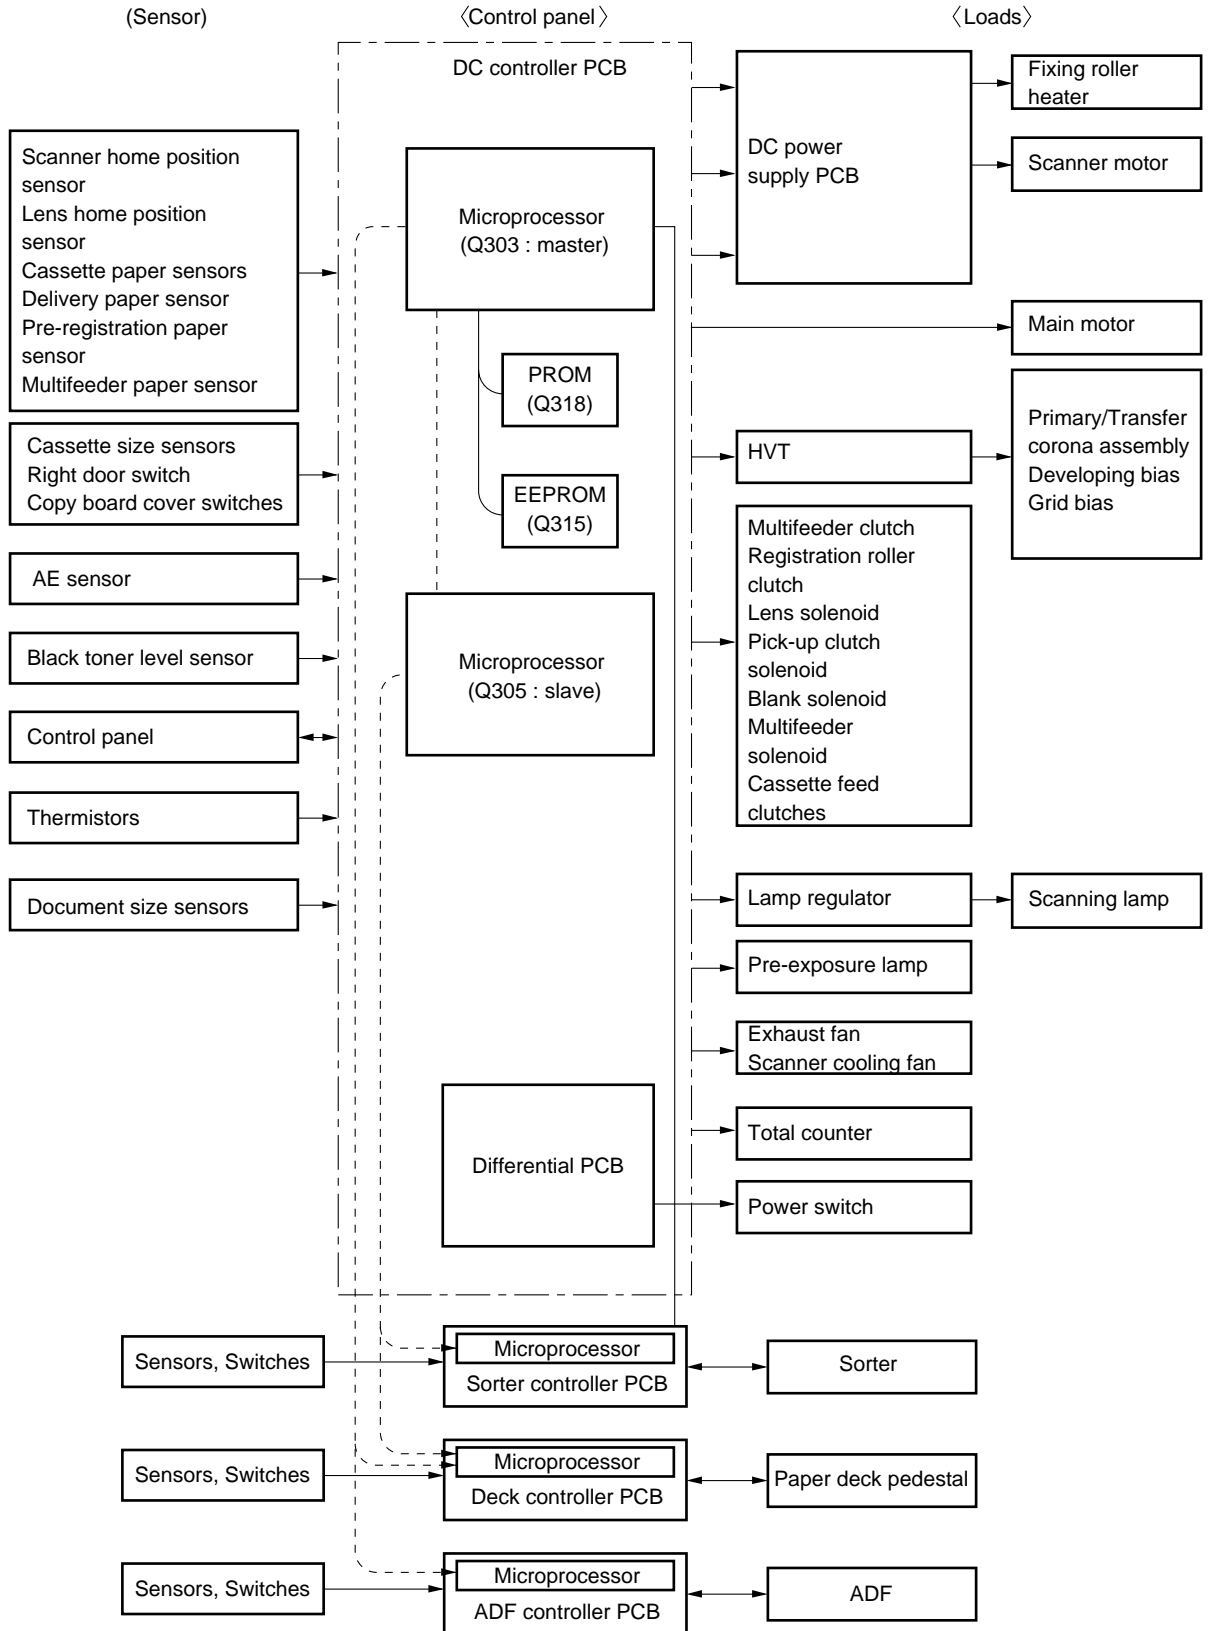 (Sensor)
〈Control panel〉
〈Loads〉
DC controller PCB
Scanner home position
sensor
Lens home position
sensor
Cassette paper sensors
Delivery paper sensor
Pre-registration paper
sensor
Multifeeder paper sensor
Cassette size sensors
Right door switch
Copy board cover switches
AE sensor
Black toner level sensor
Control panel
Thermistors
Document size sensors
Microprocessor
(Q303 : master)
PROM
(Q318)
EEPROM
(Q315)
Microprocessor
(Q305 : slave)
Differential PCB
DC power
supply PCB
Fixing roller
heater
Scanner motor
Main motor
HVT
Primary/Transfer
corona assembly
Developing bias
Grid bias
Multifeeder clutch
Registration roller
clutch
Lens solenoid
Pick-up clutch
solenoid
Blank solenoid
Multifeeder
solenoid
Cassette feed
clutches
Lamp regulator
Scanning lamp
Pre-exposure lamp
Exhaust fan
Scanner cooling fan
Total counter
Power switch
Sensors, Switches
Microprocessor
Sorter controller PCB
Sorter
Sensors, Switches
Microprocessor
Deck controller PCB
Paper deck pedestal
Sensors, Switches
Microprocessor
ADF controller PCB
ADF